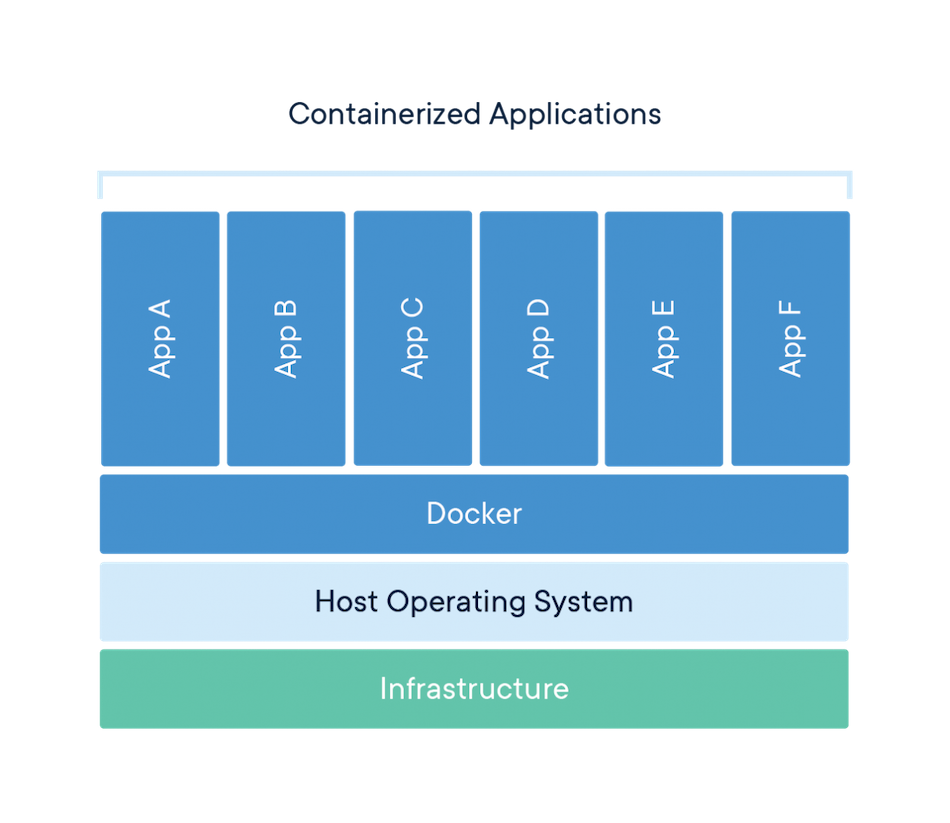 Containerized Applications
App A
App B
App C
App D
App E
App F
Docker
Host Operating System
Infrastructure